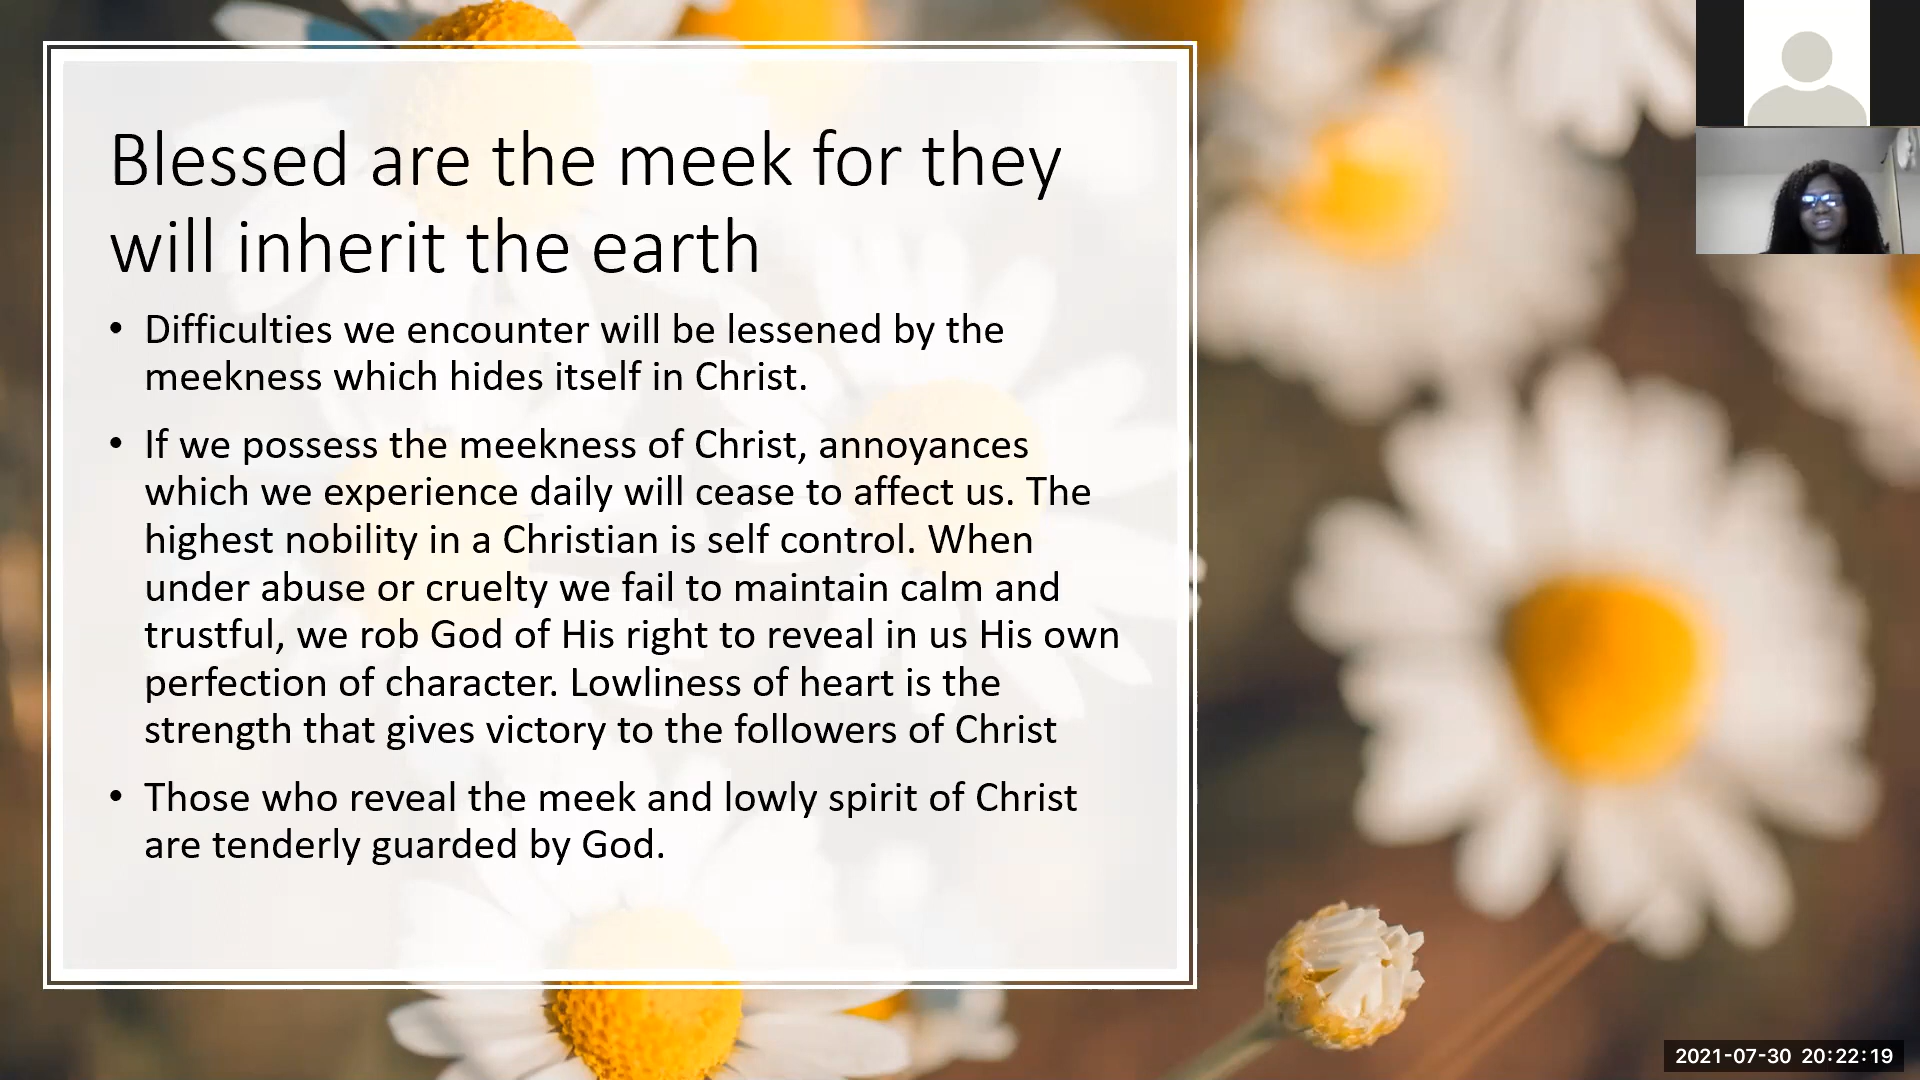 Blessed are the meek for they
will inherit the earth
• Difficulties we encounter will be lessened by the
meekness which hides itself in Christ.
• If we possess the meekness of Christ, annoyances
which we experience daily will cease to affect us. The
highest nobility in a Christian is self control. When
under abuse or cruelty we fail to maintain calm and
trustful, we rob God of His right to reveal in us His own
perfection of character. Lowliness of heart is the
strength that gives victory to the followers of Christ
• Those who reveal the meek and lowly spirit of Christ
are tenderly guarded by God.
2021-07-30 20:22:19